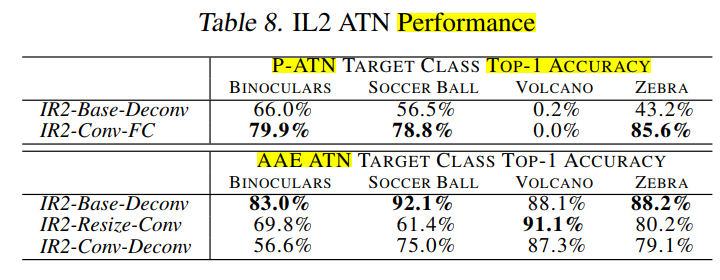 Table 8. IL2 ATN Performance
P-ATN TARGET CLASS TOP-1 ACCURACY
BINOCULARS SOCCER BALL VOLCANO ZEBRA
IR2-Base-Deconv 66.0% 56.5% 0.2% 43.2%
IR2-Conv-FC 79.9% 78.8% 0.0% 85.6%
AAE ATN TARGET CLASS TOP-1 ACCURACY
BINOCULARS SOCCER BALL VOLCANO ZEBRA
IR2-Base-Deconv 83.0% 92.1% 88.1% 88.2%
IR2-Resize-Conv 69.8% 61.4% 91.1% 80.2%
IR2-Conv-Deconv 56.6% 75.0% 87.3% 79.1%